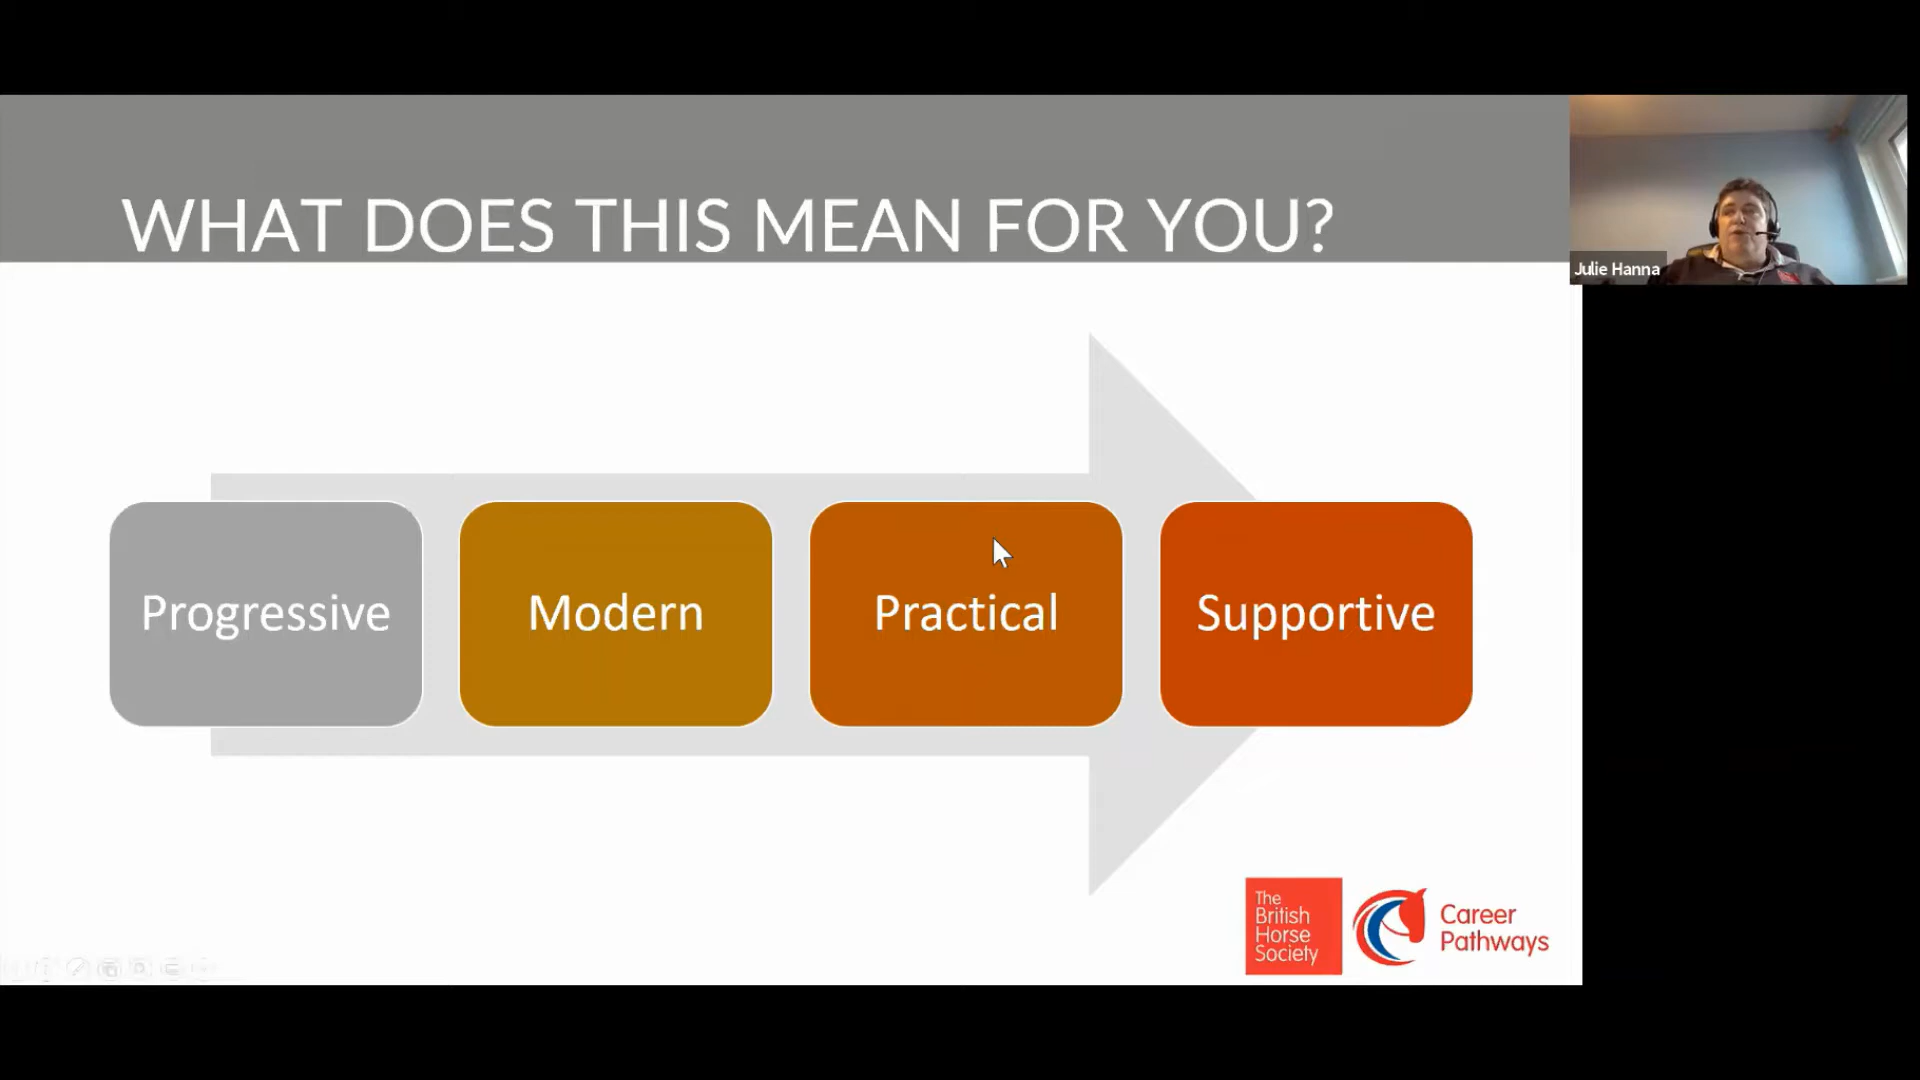 WHAT DOES THIS MEAN FOR YOU?
Julie Hanna
Progressive
Modern
Practical
Supportive
The
British
Horse
Society
Career
Pathways